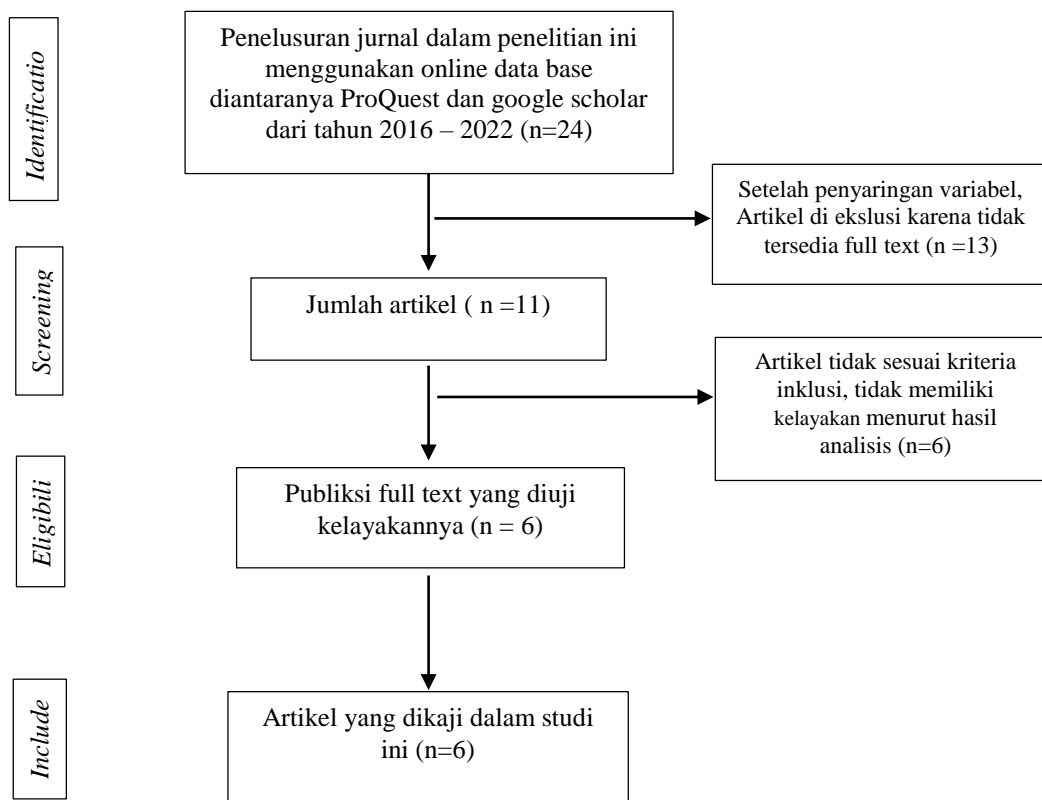 Identificatio
Penelusuran jurnal dalam penelitian ini
menggunakan online data base
diantaranya ProQuest dan google scholar
dari tahun 2016 – 2022 (n=24)
Setelah penyaringan variabel,
Artikel di ekslusi karena tidak
tersedia full text (n =13)
Screening
Jumlah artikel ( n =11)
Artikel tidak sesuai kriteria
inklusi, tidak memiliki
kelayakan menurut hasil
analisis (n=6)
Eligibili
Publiksi full text yang diuji
kelayakannya (n = 6)
Include
Artikel yang dikaji dalam studi
ini (n=6)